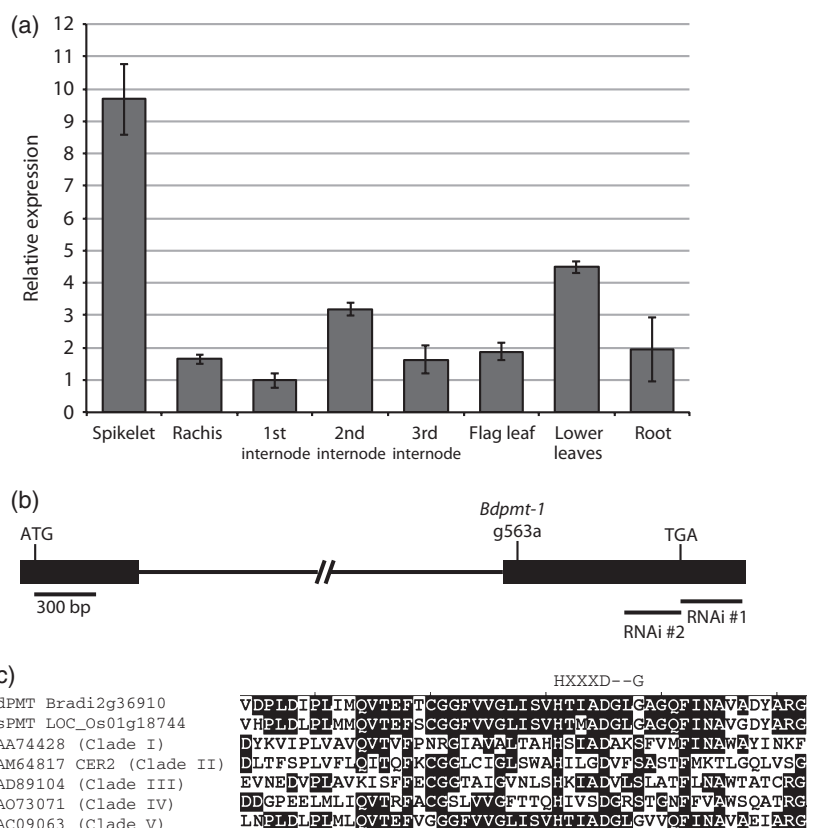 (a)
12
11
10
9
8
7
6
5
4
3
2
1
0
Relative expression
Spikelet Rachis 1st internode 2nd internode 3rd internode Flag leaf Lower leaves Root
(b)
ATG
Bdpmt-1
g563a
TGA
300 bp
RNAi #2
RNAi #1
c)
HXXXD--G
dPMT Bradi2g36910 VDPLDIPLIMQVTEFTCGGFVVGLISVHTIADGLGAGQFINAVADYARG
sPMT LOC_Os01g18744 VHPLDLPLMMQVTEFSCGGFVVGLISVHTMADGLGAGQFINAVGDYARG
AA74428 (Clade I) DYKVIPLVAVQVTVFPNRGIAVALTAHHSIADAKSFVMFINAWAYINKF
AM64817 CER2 (Clade II) DLTFSPLVFLQITQFKCGGLCIGLSWAHILGDVFSASTFMKTLGQLVSG
AD89104 (Clade III) EVNEDVPLAVKISFFECGGTAIGVNLSHKIADVLSLATFLNAWTATCRG
AO73071 (Clade IV) DDGPEELMLIQVTRFACGSLVVGFTTQHIVSDGRSTGNFFVAWSQATRG
AC09063 (Clade V) LNPLDLPLMLQVTEFVGGGFVVGLISVHTIADGLGVVQFINAVAEIARG